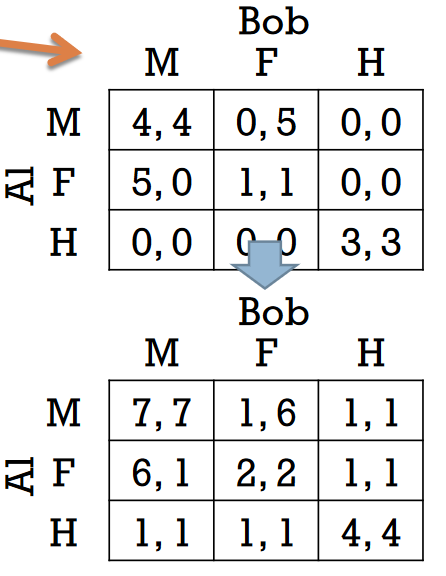 Bob
M F H
M 4, 4 0, 5 0, 0
Al F 5, 0 1, 1 0, 0
H 0, 0 0, 0 3, 3
Bob
M F H
M 7, 7 1, 6 1, 1
Al F 6, 1 2, 2 1, 1
H 1, 1 1, 1 4, 4